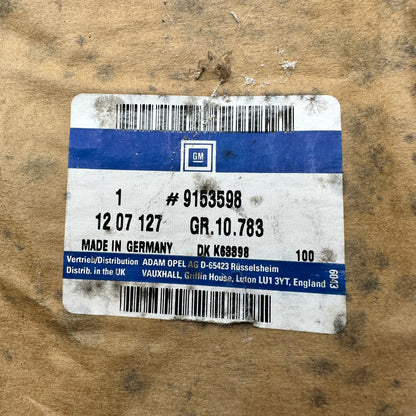 GM
1 # 9153598
12 07 127 GR.10.783
MADE IN GERMANY DK K63898 100
Vertrieb/Distribution ADAM OPEL AG D-65423 Rüsselsheim
Distrib. in the UK VAUXHALL, Griffin House, Luton LU1 3YT, England
6043